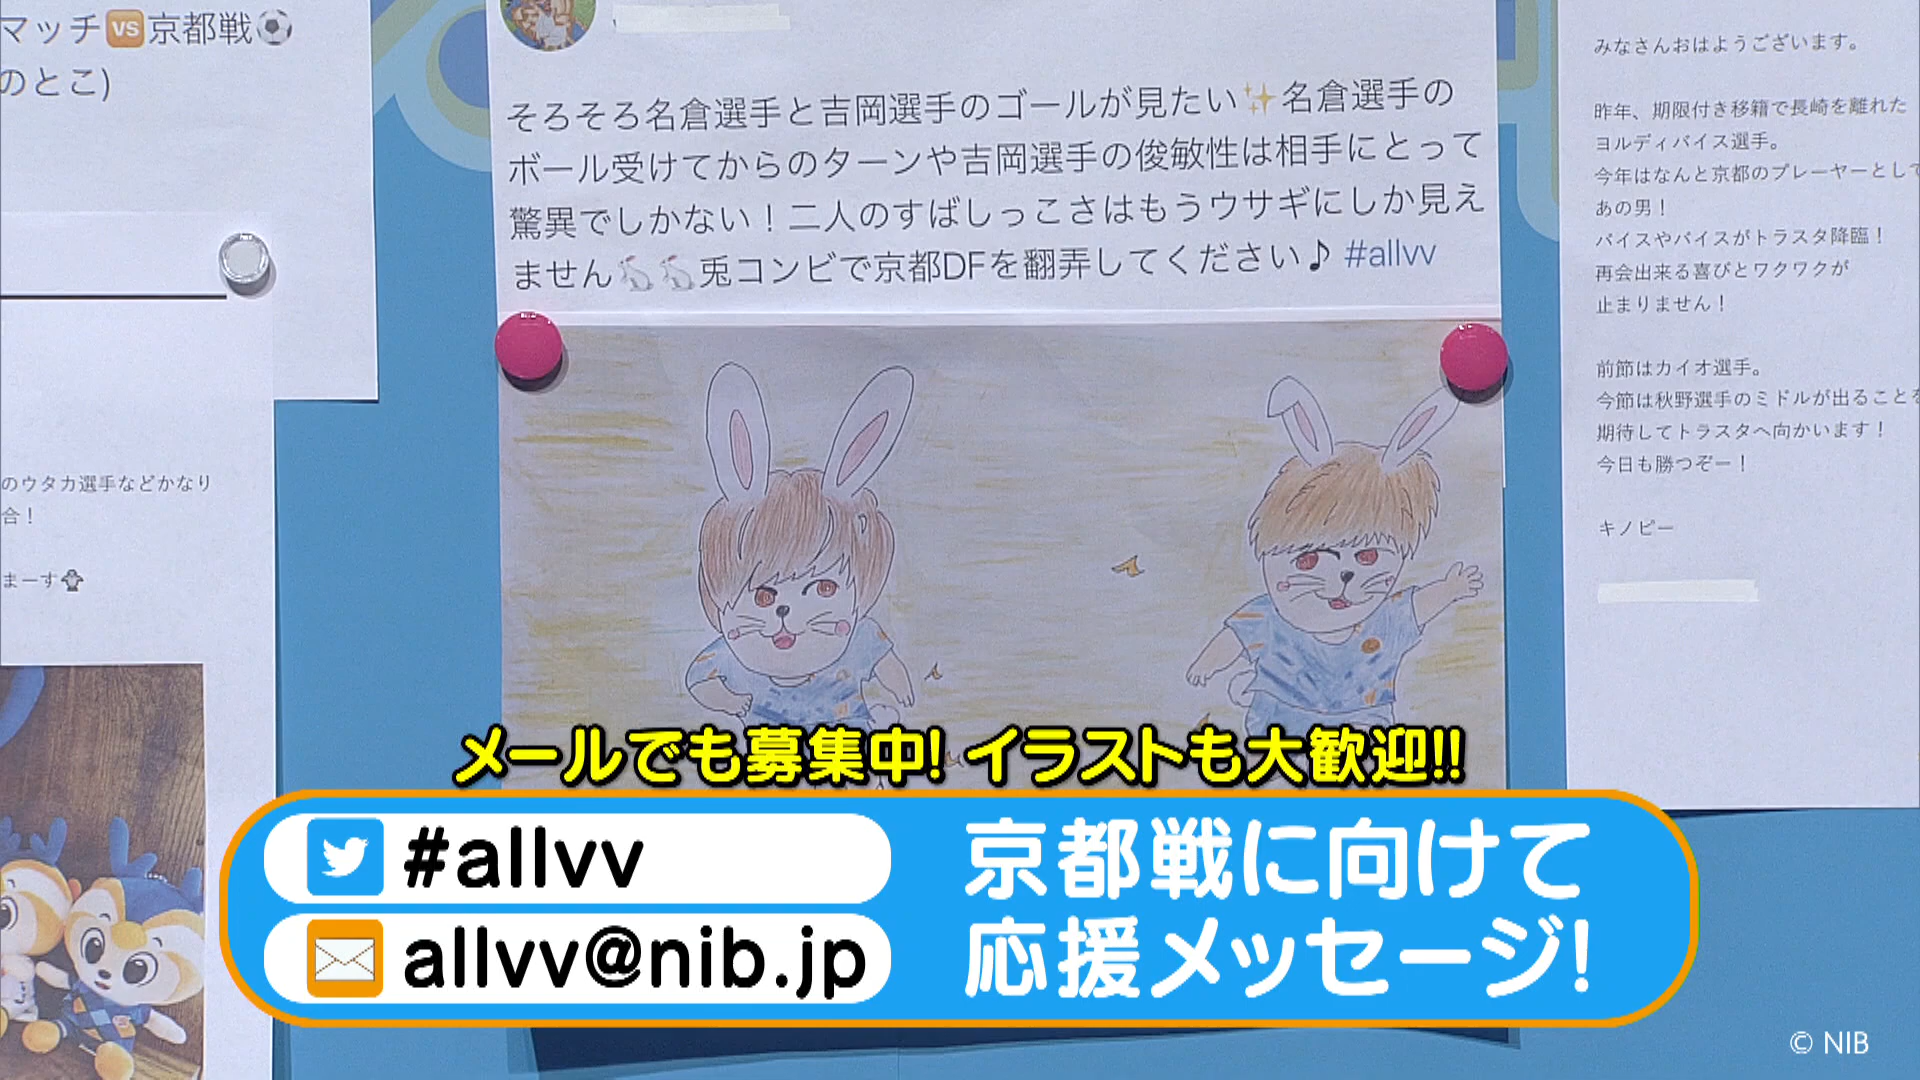 マッチVS京都戦⚽
のとこ)
のウタカ選手などかなり
合！
まーす
そろそろ名倉選手と吉岡選手のゴールが見たい✨名倉選手の
ボール受けてからのターンや吉岡選手の俊敏性は相手にとって
驚異でしかない！二人のすばしっこさはもうウサギにしか見え
ません🐇🐇兎コンビで京都DFを翻弄してください♪ #allvv
みなさんおはようございます。
昨年、期限付き移籍で長崎を離れた
ヨルディバイス選手。
今年はなんと京都のプレーヤーとして
あの男！
バイスやバイスがトラスタ降臨！
再会出来る喜びとワクワクが
止まりません！
前節はカイオ選手。
今節は秋野選手のミドルが出ることを
期待してトラスタへ向かいます！
今日も勝つぞー！
キノピー
メールでも募集中! イラストも大歓迎!!
#allvv
allvv@nib.jp
京都戦に向けて
応援メッセージ!
© NIB